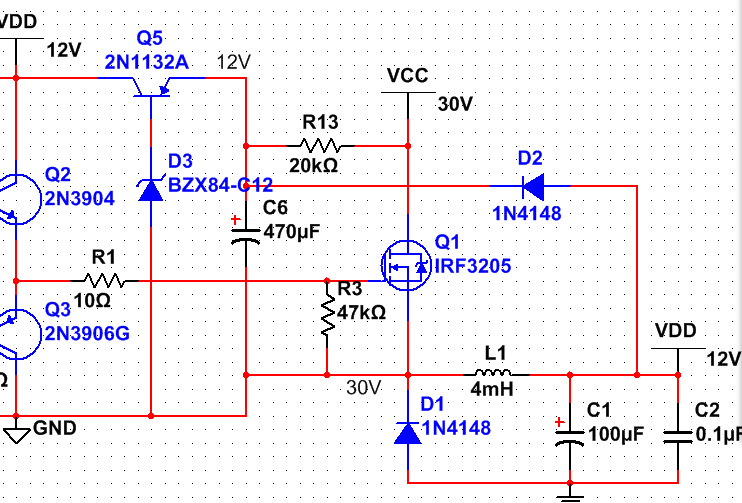 VDD
12V
Q5
2N1132A
12V
VCC
30V
R13
20kΩ
D2
1N4148
Q2
2N3904
D3
BZX84-C12
C6
470µF
Q1
IRF3205
R1
10Ω
R3
47kΩ
Q3
2N3906G
Ω
GND
30V
L1
4mH
VDD
12V
D1
1N4148
C1
100µF
C2
0.1µF